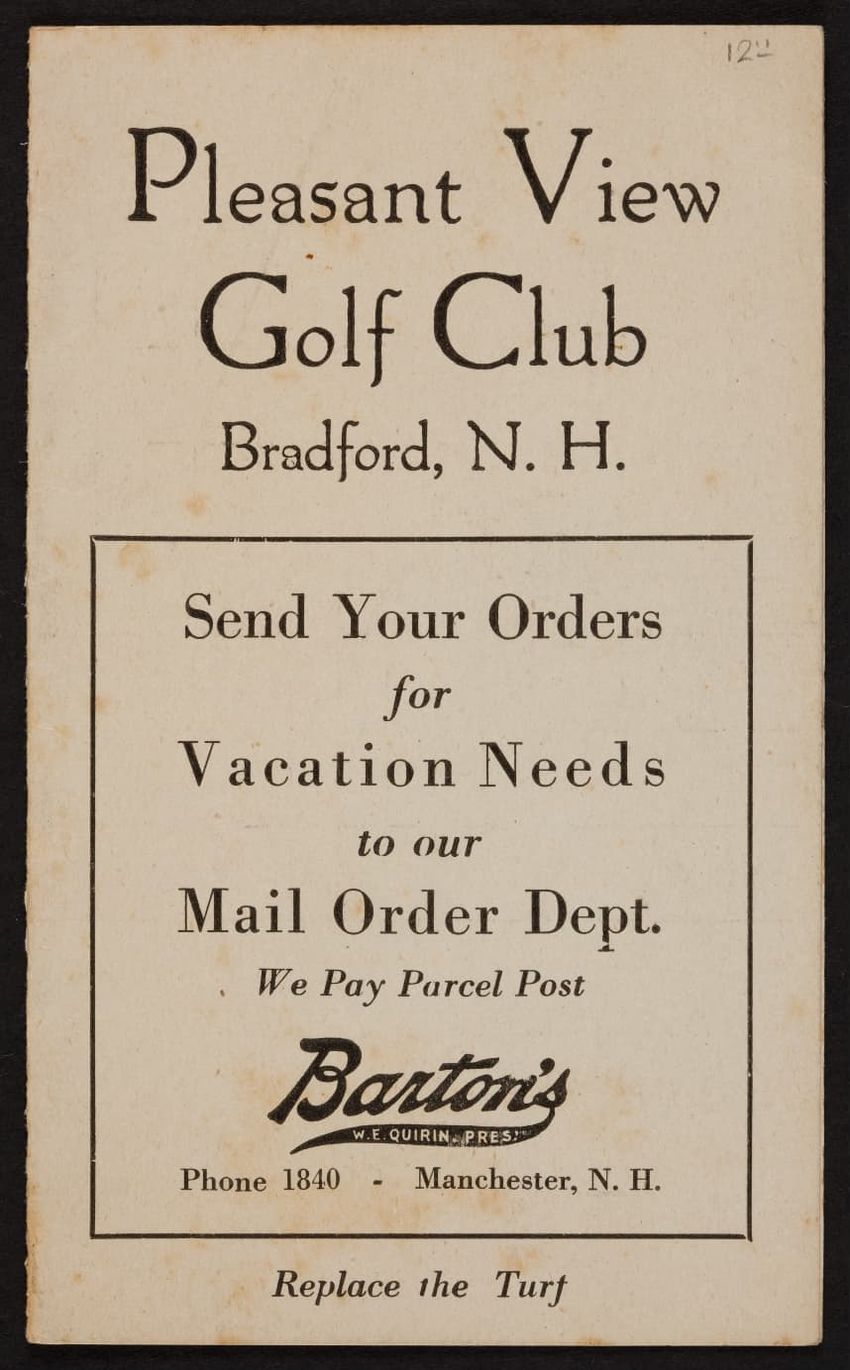 12
Pleasant View
Golf Club
Bradford, N. H.
Send Your Orders
for
Vacation Needs
to our
Mail Order Dept.
We Pay Parcel Post
Barton's
W.E. QUIRIN, PRES.
Phone 1840 - Manchester, N. H.
Replace the Turf